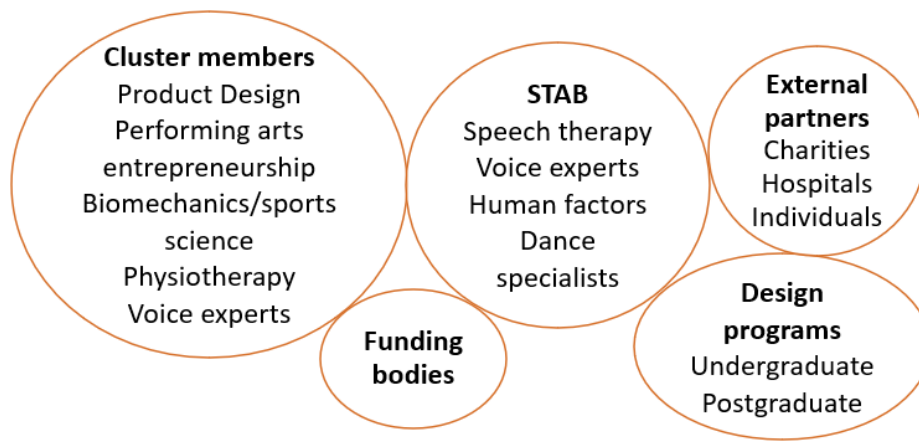 Cluster members
Product Design
Performing arts
entrepreneurship
Biomechanics/sports
science
Physiotherapy
Voice experts
STAB
Speech therapy
Voice experts
Human factors
Dance
specialists
External
partners
Charities
Hospitals
Individuals
Funding
bodies
Design
programs
Undergraduate
Postgraduate